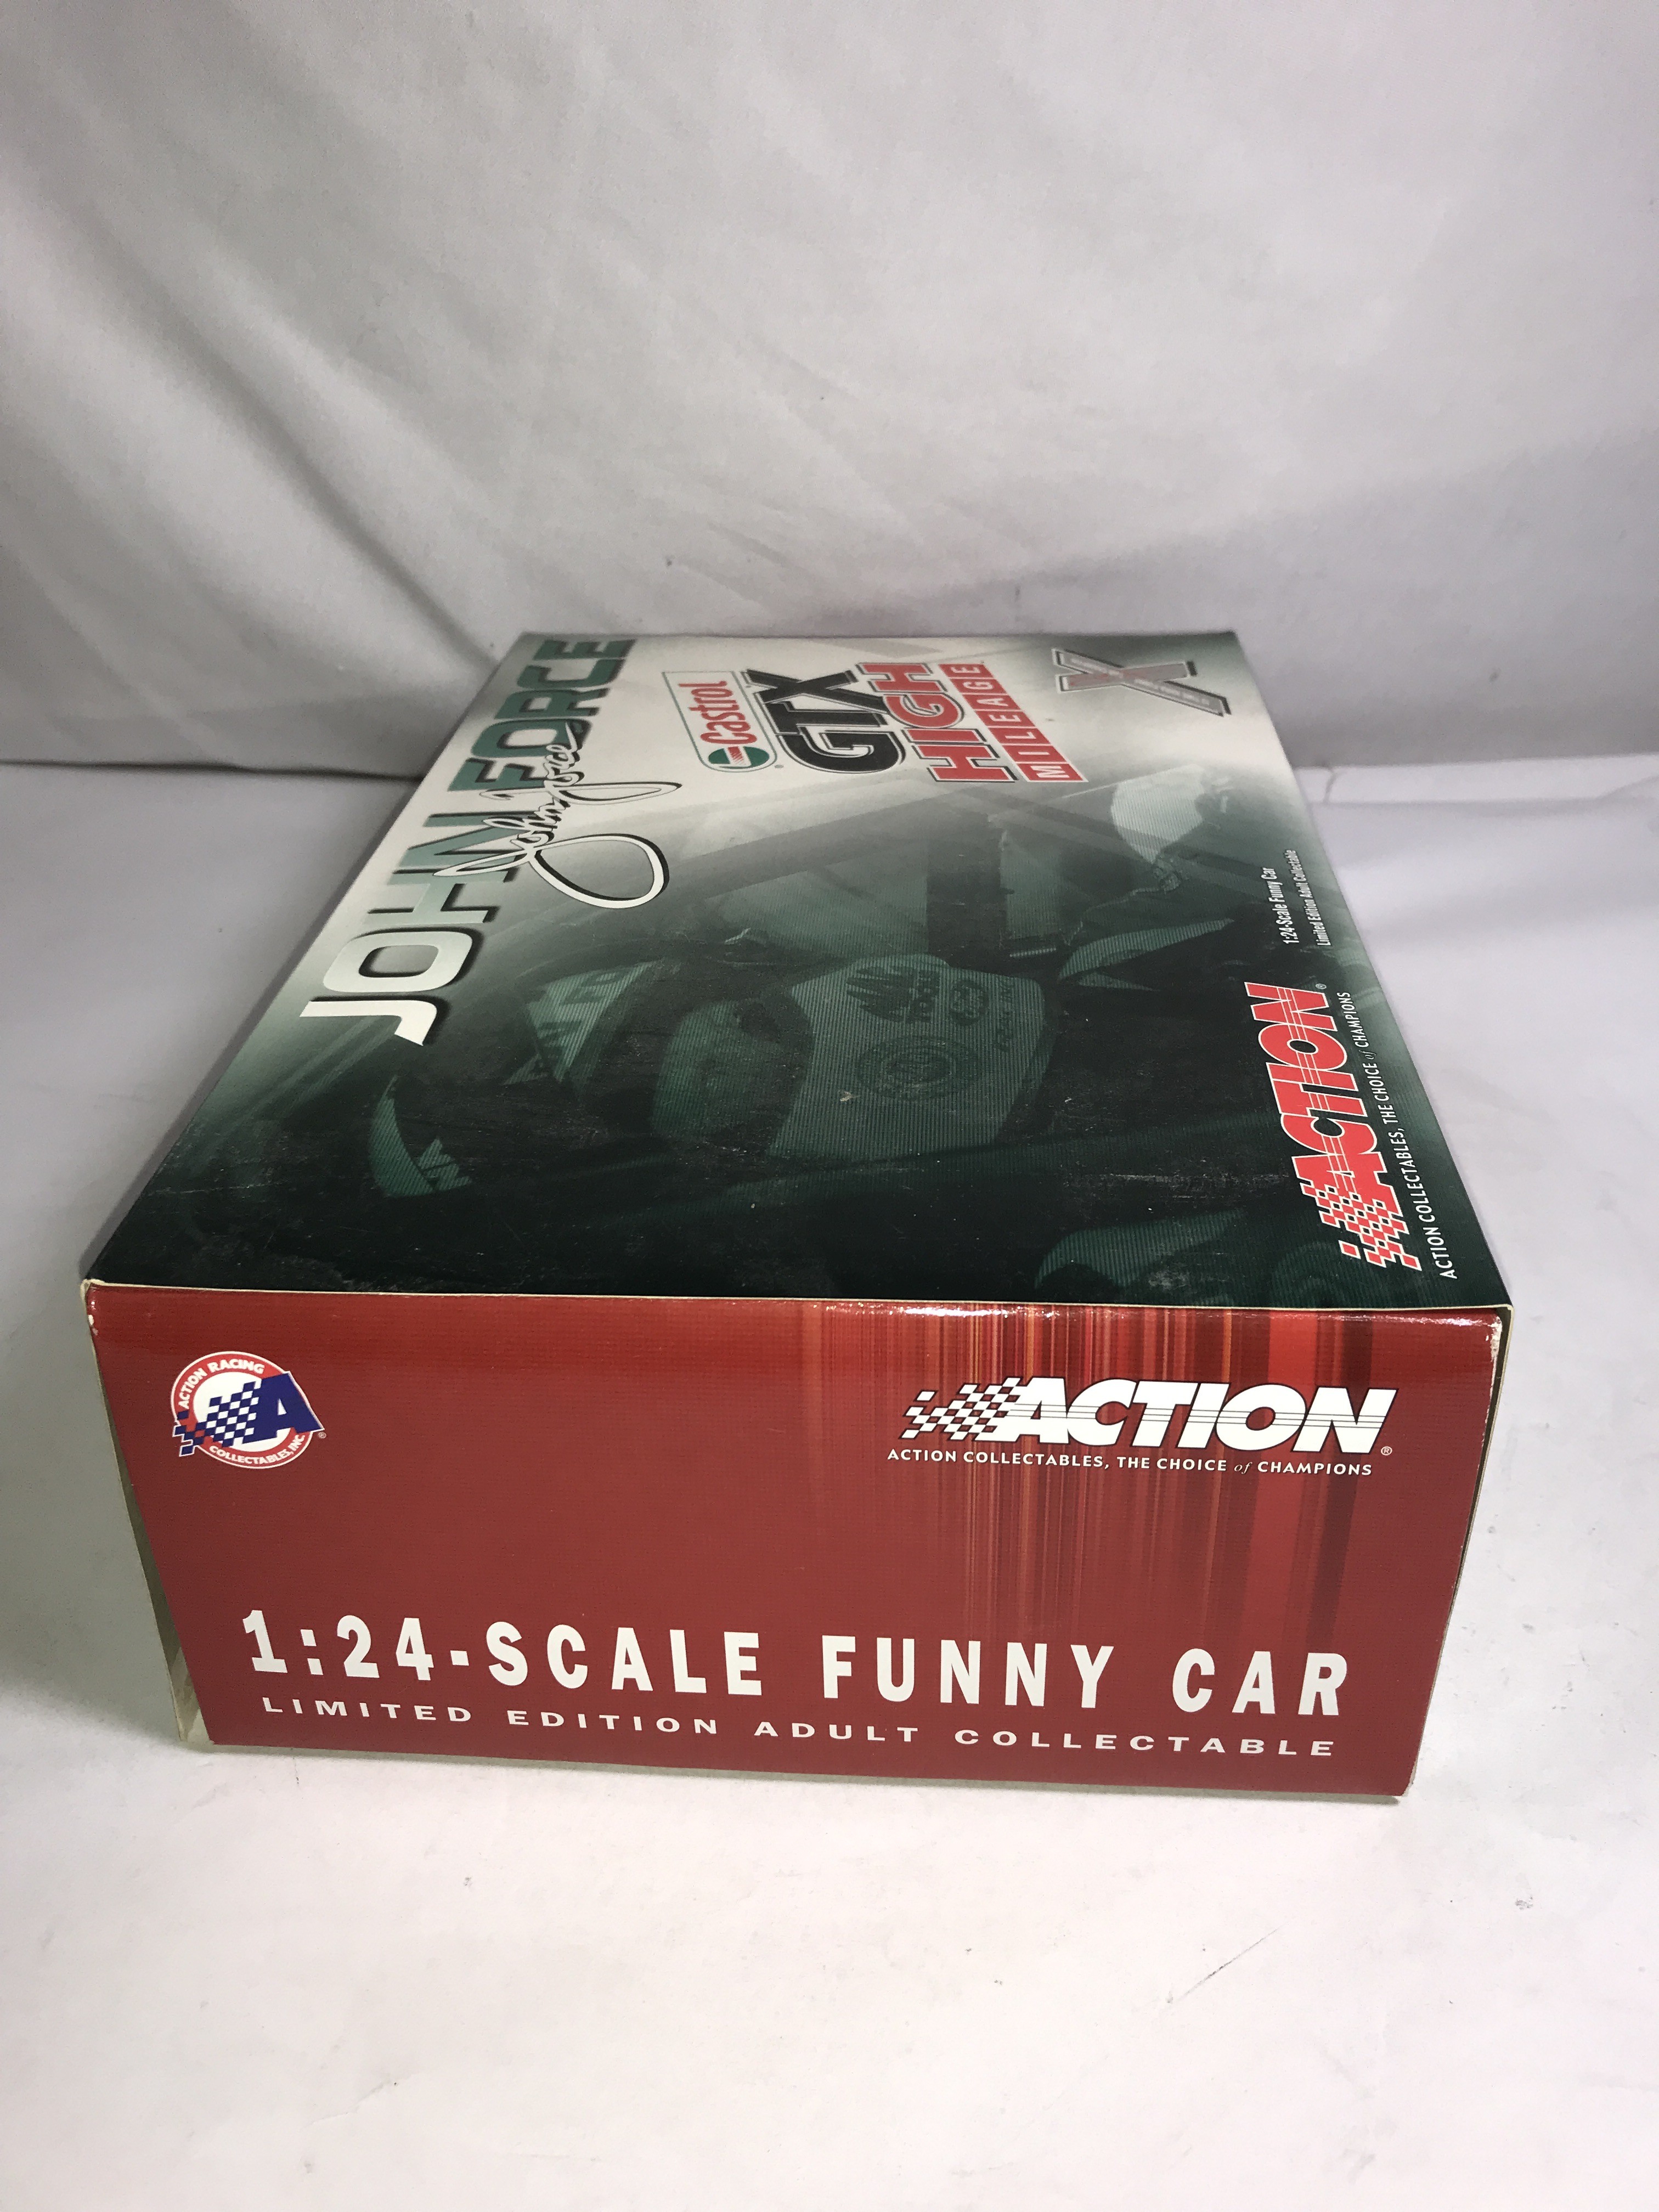 JOHN FORCE
John Force
Castrol®
GTX
HIGH
MILEAGE
X
1:24-Scale Funny Car
Limited Edition Adult Collectable
ACTION®
ACTION COLLECTABLES, THE CHOICE of CHAMPIONS
ACTION RACING
A
COLLECTABLES, INC.®
ACTION®
ACTION COLLECTABLES, THE CHOICE of CHAMPIONS
1:24-SCALE FUNNY CAR
LIMITED EDITION ADULT COLLECTABLE